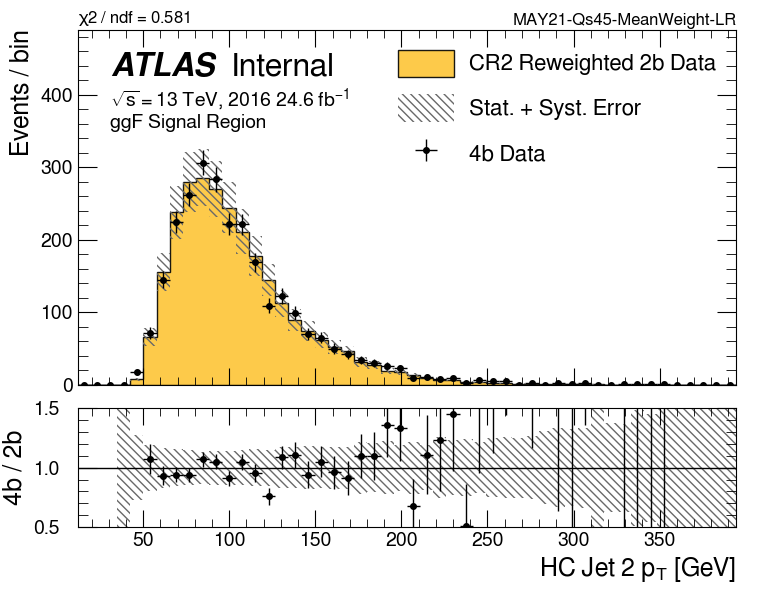 χ2 / ndf = 0.581
MAY21-Qs45-MeanWeight-LR
Events / bin
ATLAS Internal
√s = 13 TeV, 2016 24.6 fb⁻¹
ggF Signal Region
CR2 Reweighted 2b Data
Stat. + Syst. Error
4b Data
400
300
200
100
0
4b / 2b
1.5
1.0
0.5
50 100 150 200 250 300 350
HC Jet 2 p_T [GeV]